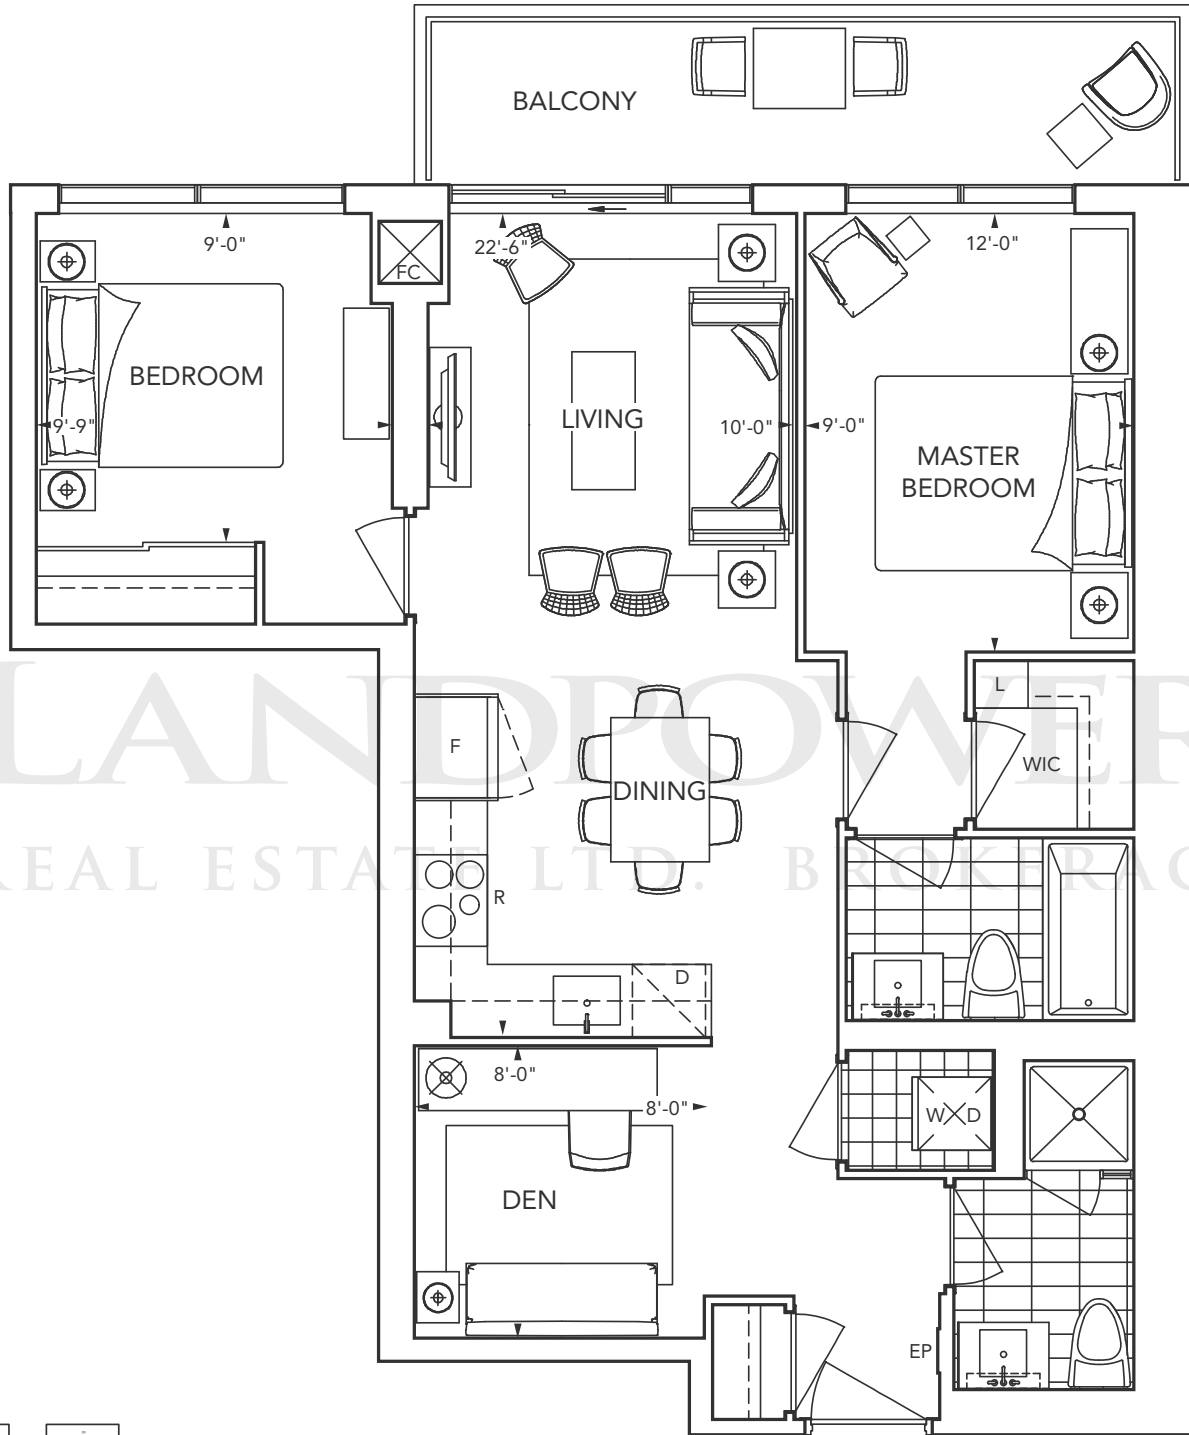 BALCONY
9'-0"
FC
22'-6"
12'-0"
BEDROOM
9'-9"
LIVING
10'-0"
9'-0"
MASTER
BEDROOM
LANDPOWER
F
L
WIC
DINING
REAL ESTATE LTD. BROKERAG
R
D
8'-0"
8'-0"
W D
DEN
EP